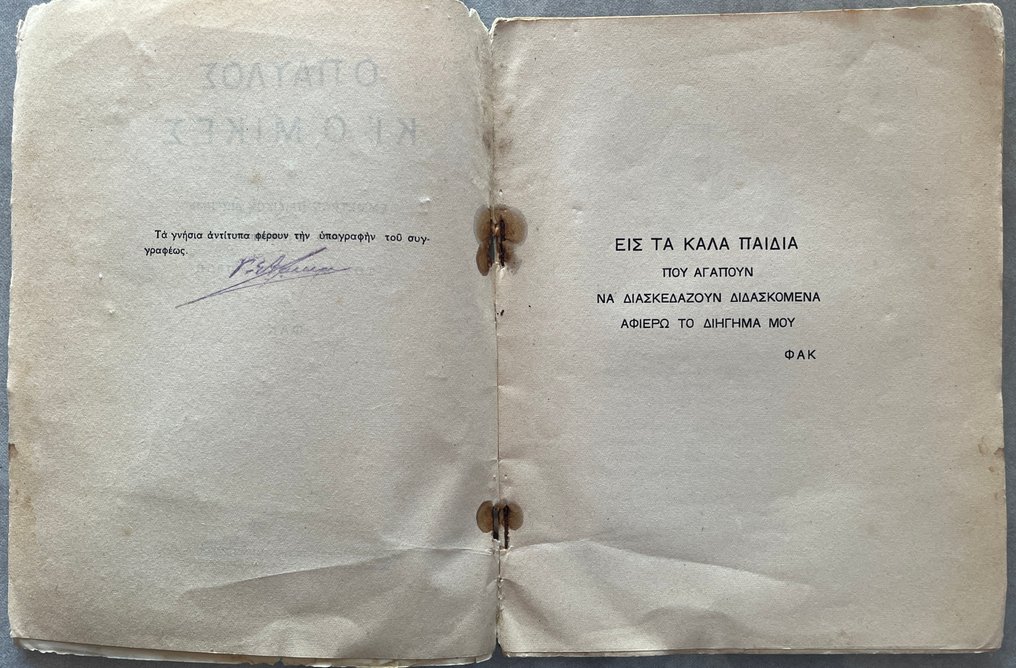 Τὰ γνήσια ἀντίτυπα φέρουν τὴν ὑπογραφὴν τοῦ συγ-
γραφέως.
ΕΙΣ ΤΑ ΚΑΛΑ ΠΑΙΔΙΑ
ΠΟΥ ΑΓΑΠΟΥΝ
ΝΑ ΔΙΑΣΚΕΔΑΖΟΥΝ ΔΙΔΑΣΚΟΜΕΝΑ
ΑΦΙΕΡΩ ΤΟ ΔΙΗΓΗΜΑ ΜΟΥ
ΦΑΚ